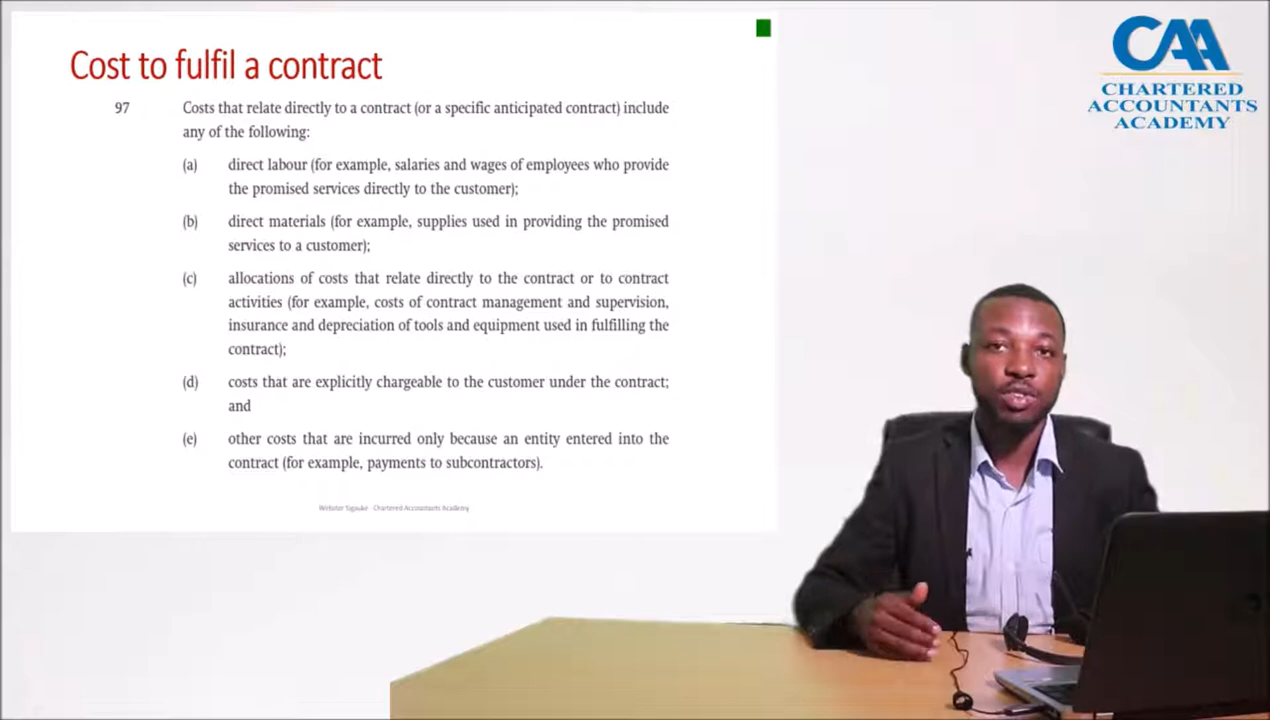 Cost to fulfil a contract
97 Costs that relate directly to a contract (or a specific anticipated contract) include
any of the following:
(a) direct labour (for example, salaries and wages of employees who provide
the promised services directly to the customer);
(b) direct materials (for example, supplies used in providing the promised
services to a customer);
(c) allocations of costs that relate directly to the contract or to contract
activities (for example, costs of contract management and supervision,
insurance and depreciation of tools and equipment used in fulfilling the
contract);
(d) costs that are explicitly chargeable to the customer under the contract;
and
(e) other costs that are incurred only because an entity entered into the
contract (for example, payments to subcontractors).
Chartered Accountants Academy
CAA
CHARTERED
ACCOUNTANTS
ACADEMY